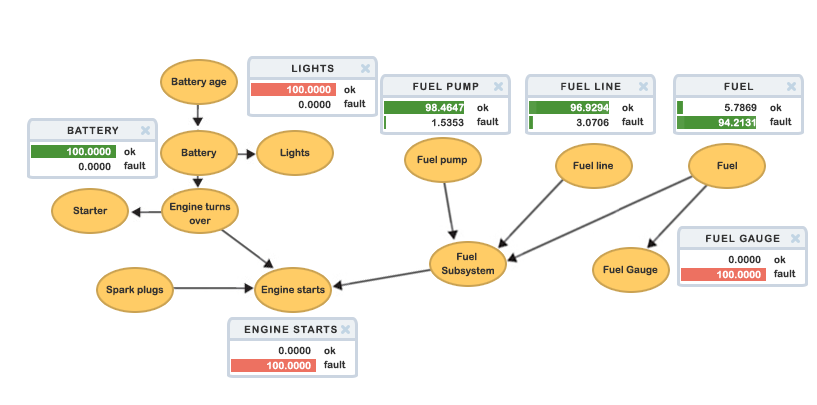 Battery age
LIGHTS
100.0000 ok
0.0000 fault
FUEL PUMP
98.4647 ok
1.5353 fault
FUEL LINE
96.9294 ok
3.0706 fault
FUEL
5.7869 ok
94.2131 fault
BATTERY
100.0000 ok
0.0000 fault
Battery
Lights
Fuel pump
Fuel line
Fuel
Starter
Engine turns
over
Fuel
Subsystem
Fuel Gauge
FUEL GAUGE
0.0000 ok
100.0000 fault
Spark plugs
Engine starts
ENGINE STARTS
0.0000 ok
100.0000 fault